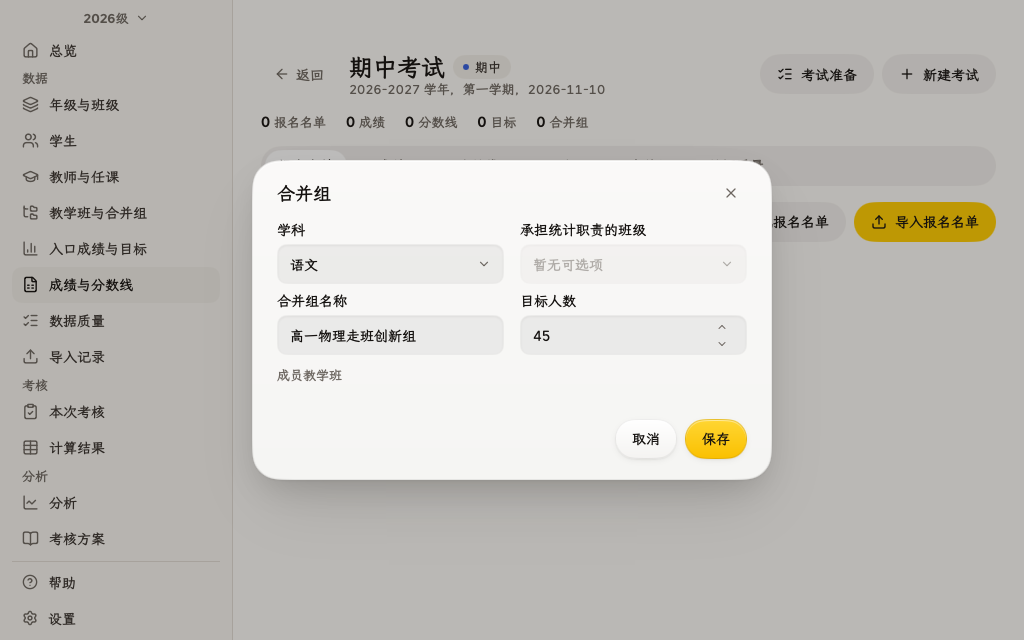 2026级
总览
数据
年级与班级
学生
教师与任课
教学班与合并组
入口成绩与目标
成绩与分数线
数据质量
导入记录
考核
本次考核
计算结果
分析
分析
考核方案
帮助
设置
返回
期中考试
期中
2026-2027 学年，第一学期，2026-11-10
考试准备
新建考试
0 报名名单 0 成绩 0 分数线 0 目标 0 合并组
报名名单
导入报名名单
合并组
学科
承担统计职责的班级
语文
暂无可选项
合并组名称
目标人数
高一物理走班创新组
45
成员教学班
取消
保存